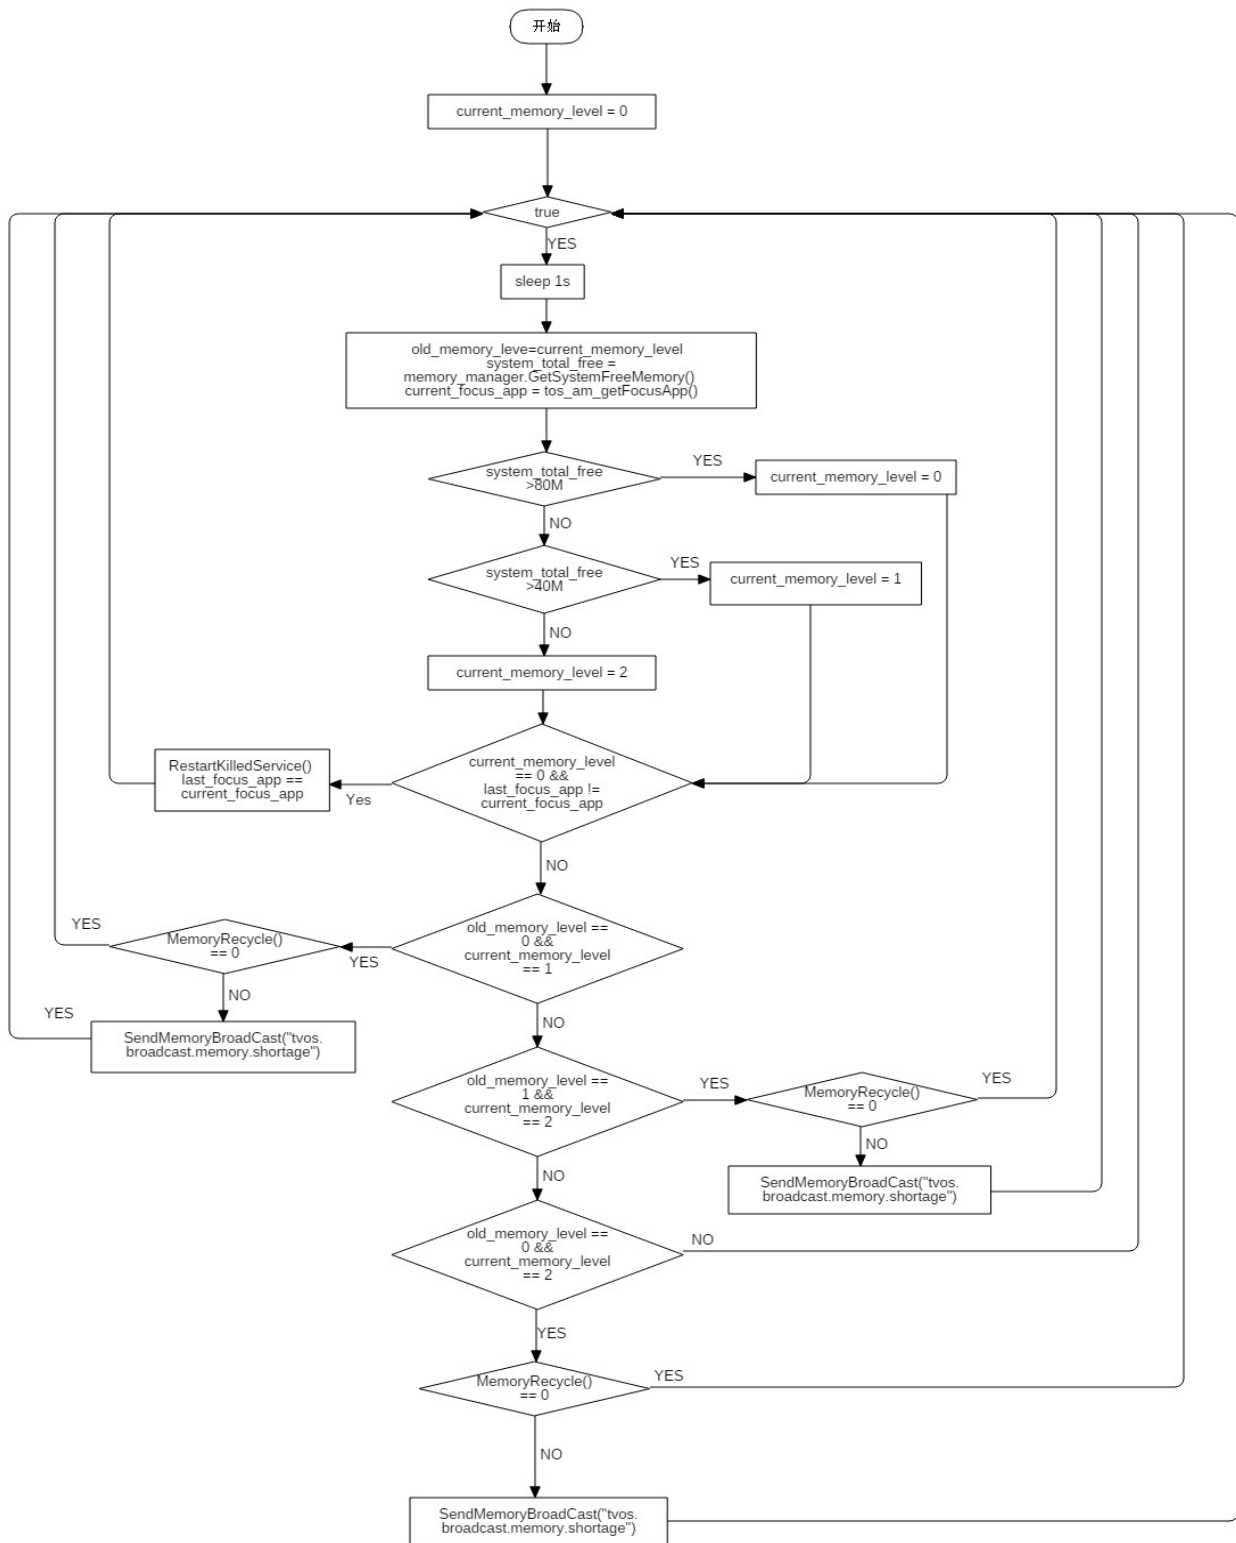 开始
current_memory_level = 0
true
YES
sleep 1s
old_memory_leve=current_memory_level
system_total_free =
memory_manager.GetSystemFreeMemory()
current_focus_app = tos_am_getFocusApp()
system_total_free
>80M
YES
current_memory_level = 0
NO
system_total_free
>40M
YES
current_memory_level = 1
NO
current_memory_level = 2
current_memory_level
== 0 &&
last_focus_app !=
current_focus_app
Yes
RestartKilledService()
last_focus_app ==
current_focus_app
NO
old_memory_level ==
0 &&
current_memory_level
== 1
YES
MemoryRecycle()
== 0
YES
NO
SendMemoryBroadCast("tvos.
broadcast.memory.shortage")
YES
NO
old_memory_level ==
1 &&
current_memory_level
== 2
YES
MemoryRecycle()
== 0
YES
NO
SendMemoryBroadCast("tvos.
broadcast.memory.shortage")
NO
old_memory_level ==
0 &&
current_memory_level
== 2
NO
YES
MemoryRecycle()
== 0
YES
NO
SendMemoryBroadCast("tvos.
broadcast.memory.shortage")